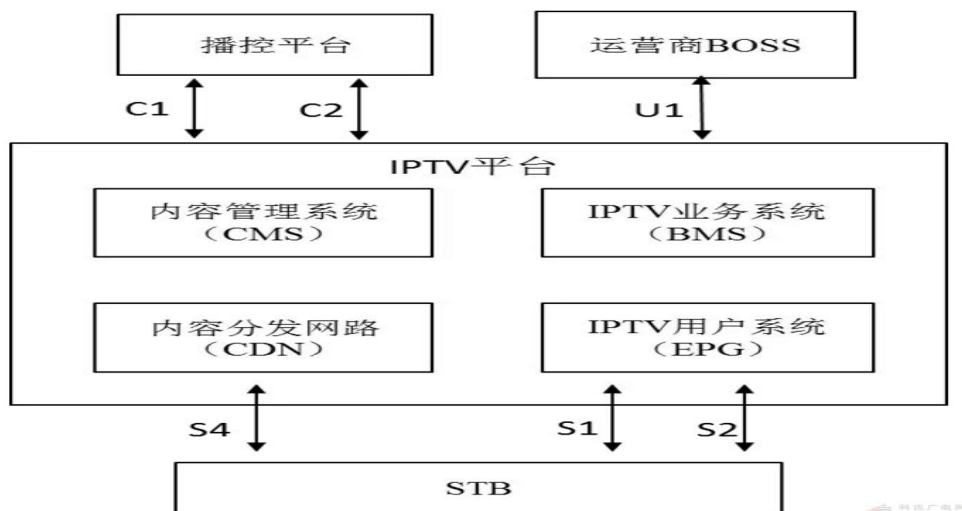 播控平台
运营商BOSS
C1
C2
U1
IPTV平台
内容管理系统
（CMS）
IPTV业务系统
（BMS）
内容分发网路
（CDN）
IPTV用户系统
（EPG）
S4
S1
S2
STB